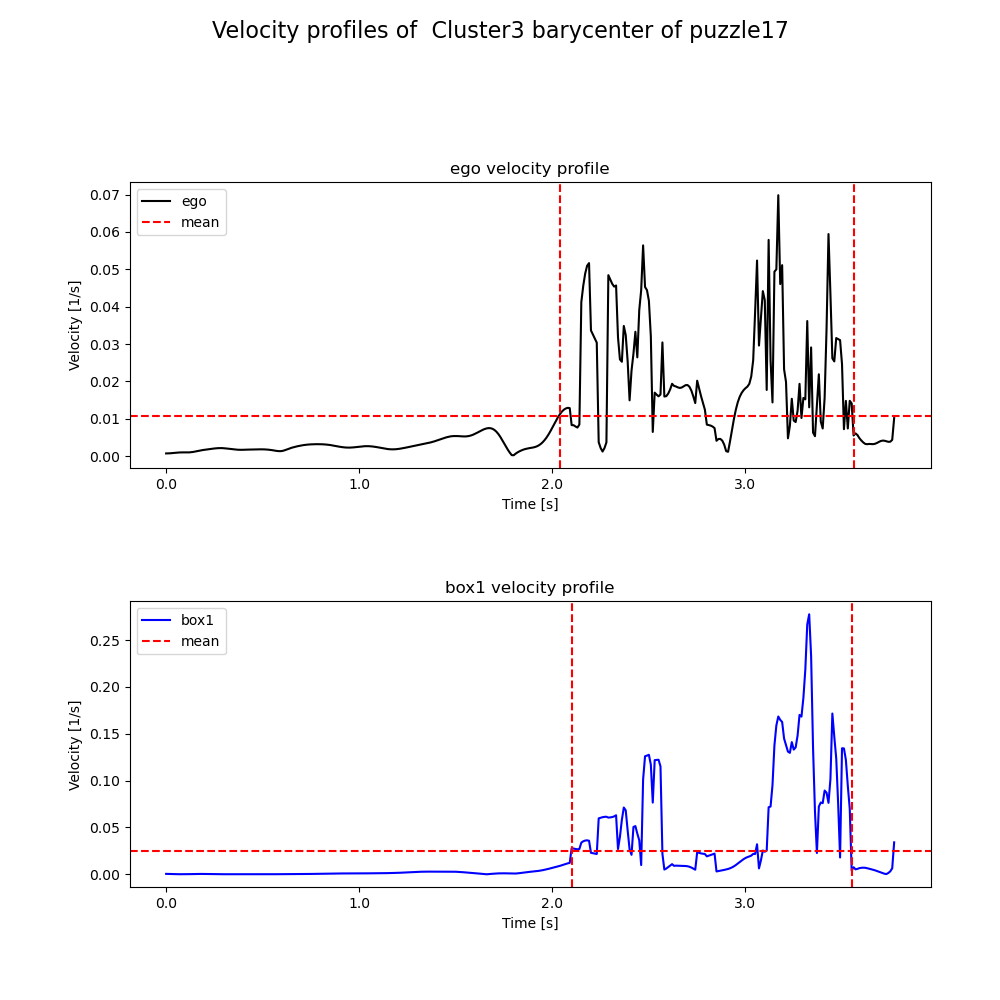 Velocity profiles of  Cluster3 barycenter of puzzle17
ego velocity profile
ego
mean
0.07
0.06
0.05
0.04
0.03
0.02
0.01
0.00
Velocity [1/s]
0.0 1.0 2.0 3.0
Time [s]
box1 velocity profile
box1
mean
0.25
0.20
0.15
0.10
0.05
0.00
Velocity [1/s]
0.0 1.0 2.0 3.0
Time [s]